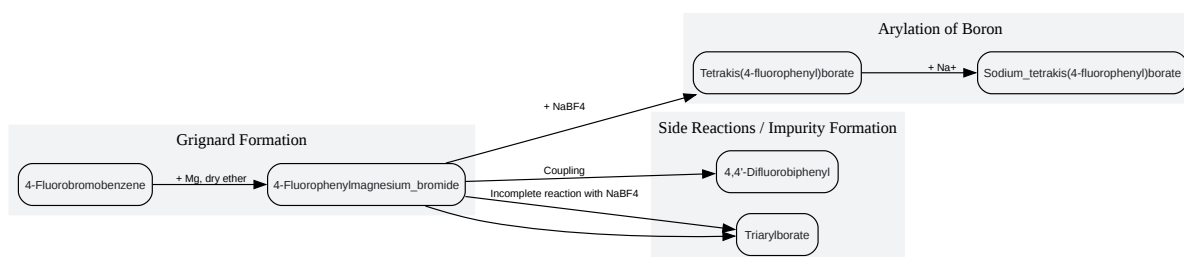 Arylation of Boron
Tetrakis(4-fluorophenyl)borate
+ Na+
Sodium_tetrakis(4-fluorophenyl)borate
+ NaBF4
Grignard Formation
4-Fluorobromobenzene
+ Mg, dry ether
4-Fluorophenylmagnesium_bromide
Side Reactions / Impurity Formation
Coupling
4,4'-Difluorobiphenyl
Incomplete reaction with NaBF4
Triarylborate